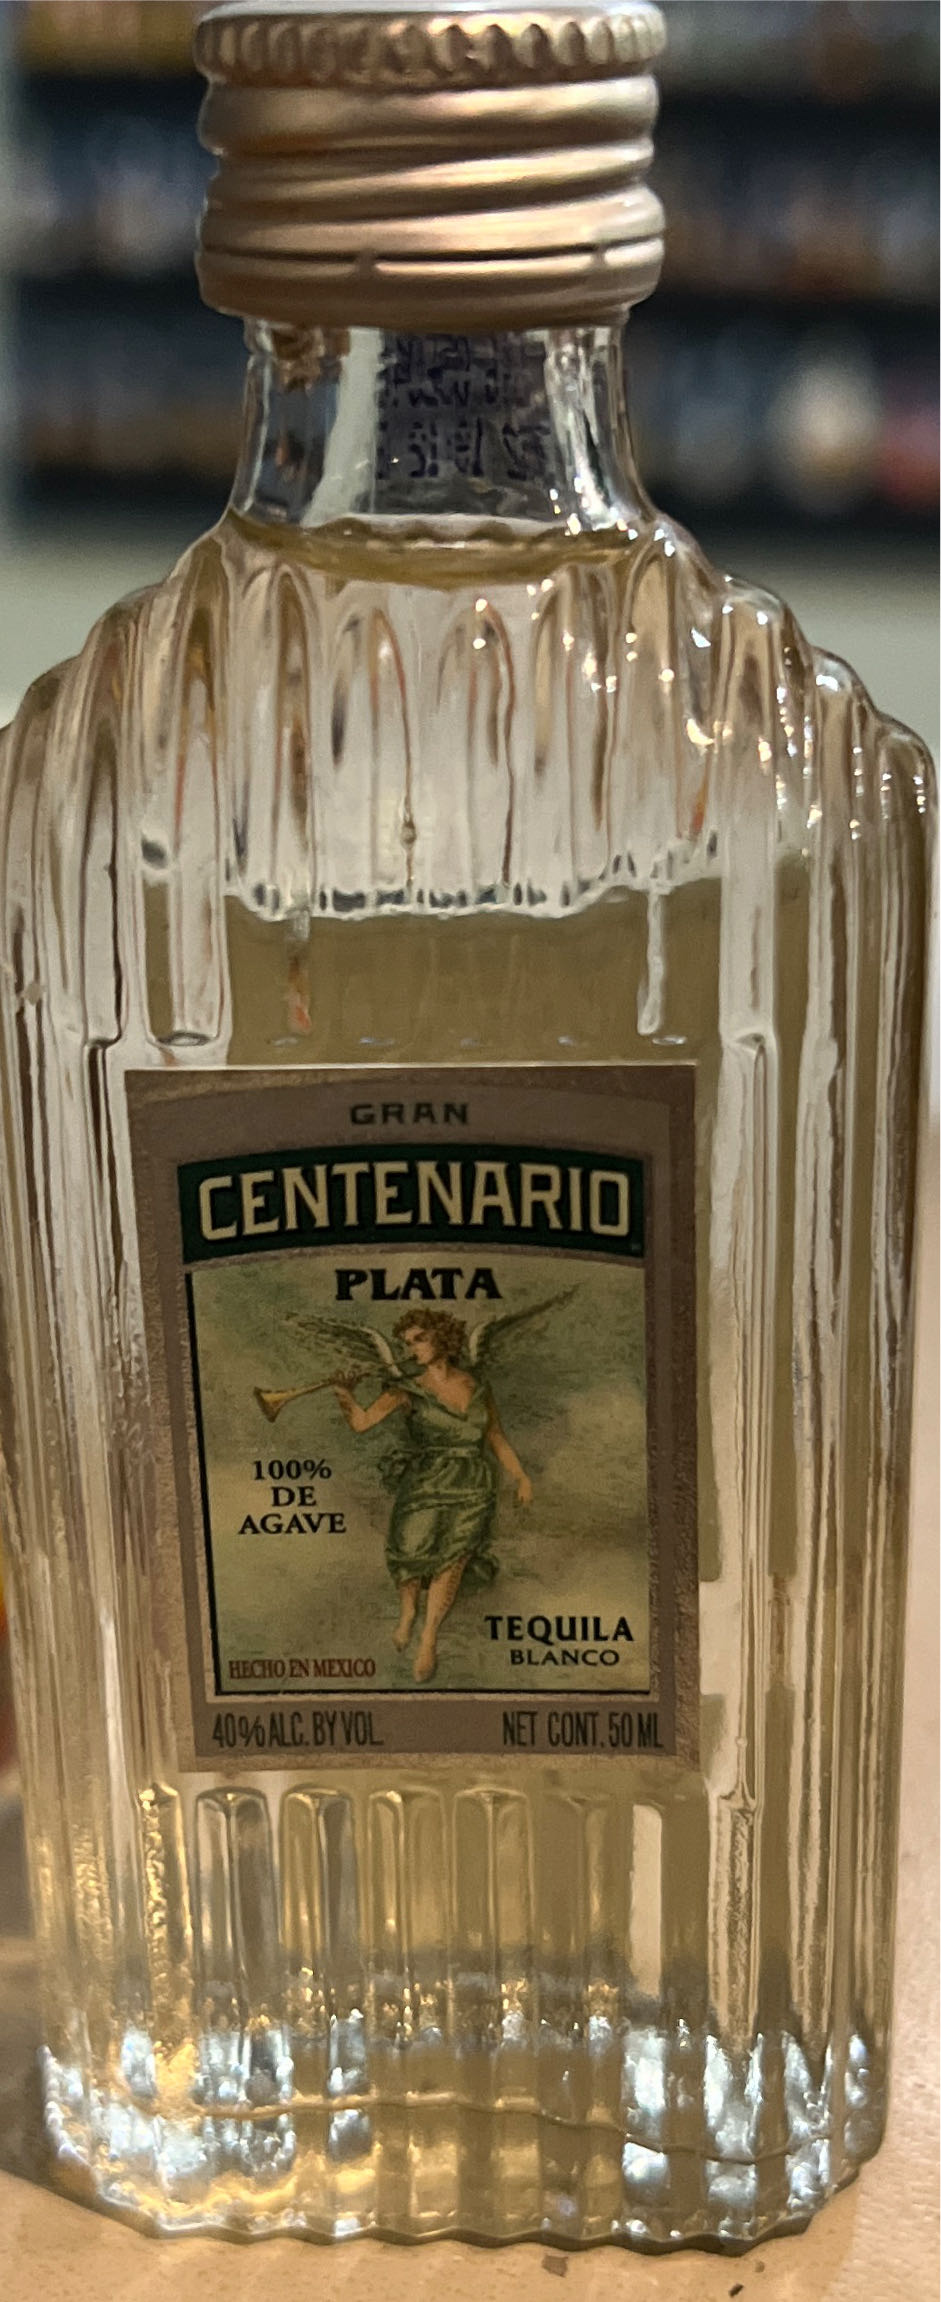 GRAN
CENTENARIO
PLATA
100%
DE
AGAVE
TEQUILA
BLANCO
HECHO EN MEXICO
40% ALC. BY VOL.
NET CONT. 50 ML